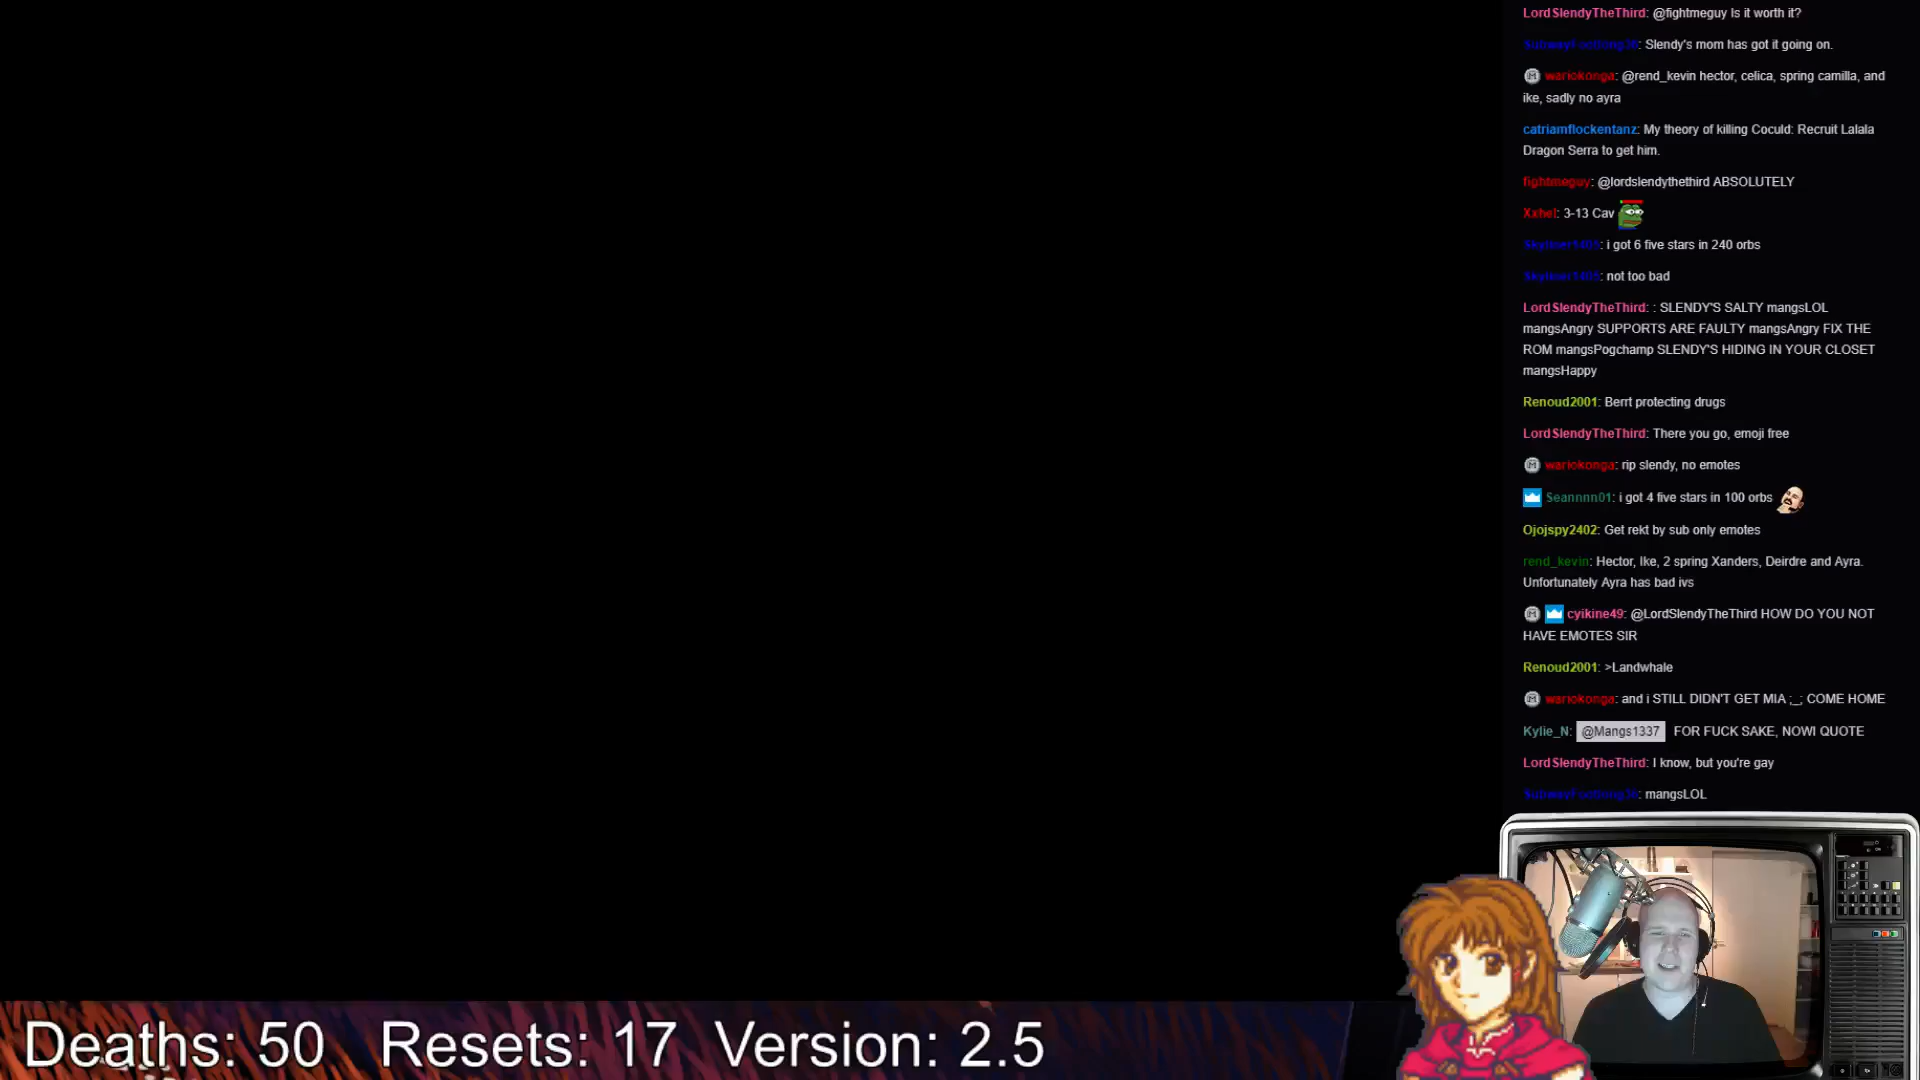 LordSlendyTheThird: @fightmeguy Is it worth it?
Slendy's mom has got it going on.
wariokonga: @rend_kevin hector, celica, spring camilla, and
ike, sadly no ayra
catriamflockentanz: My theory of killing Coculd: Recruit Lalala
Dragon Serra to get him.
fightmeguy: @lordslendythethird ABSOLUTELY
Xxhel: 3-13 Cav
: i got 6 five stars in 240 orbs
: not too bad
LordSlendyTheThird: : SLENDY'S SALTY mangsLOL
mangsAngry SUPPORTS ARE FAULTY mangsAngry FIX THE
ROM mangsPogchamp SLENDY'S HIDING IN YOUR CLOSET
mangsHappy
Renoud2001: Berrt protecting drugs
LordSlendyTheThird: There you go, emoji free
wariokonga: rip slendy, no emotes
Seannnn01: i got 4 five stars in 100 orbs
Ojojspy2402: Get rekt by sub only emotes
rend_kevin: Hector, Ike, 2 spring Xanders, Deirdre and Ayra.
Unfortunately Ayra has bad ivs
cyikine49: @LordSlendyTheThird HOW DO YOU NOT
HAVE EMOTES SIR
Renoud2001: >Landwhale
wariokonga: and i STILL DIDN'T GET MIA ;_; COME HOME
Kylie_N: @Mangs1337 FOR FUCK SAKE, NOWI QUOTE
LordSlendyTheThird: I know, but you're gay
: mangsLOL
Deaths: 50 Resets: 17 Version: 2.5